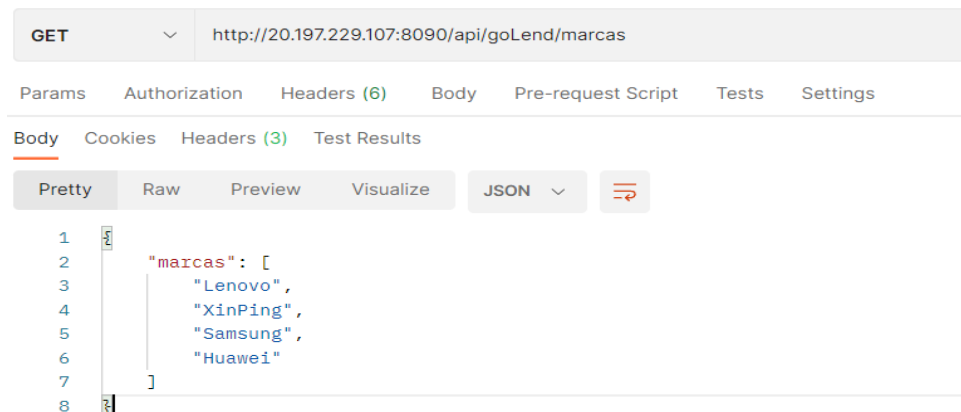 GET http://20.197.229.107:8090/api/goLend/marcas
Params Authorization Headers (6) Body Pre-request Script Tests Settings
Body Cookies Headers (3) Test Results
Pretty Raw Preview Visualize JSON
1 {
2 "marcas": [
3 "Lenovo",
4 "XinPing",
5 "Samsung",
6 "Huawei"
7 ]
8 }